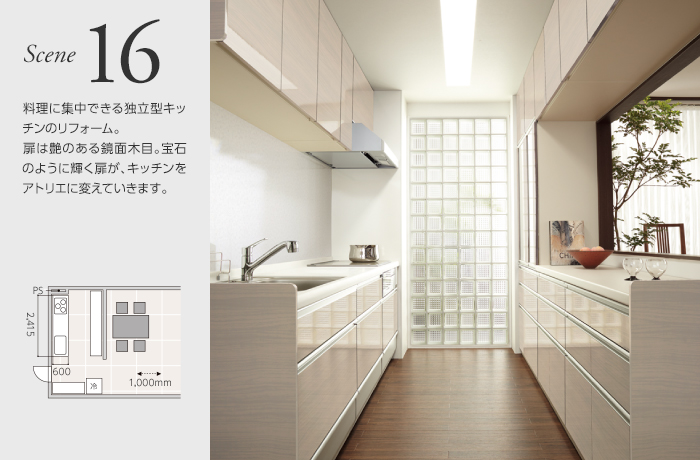 Scene 16
料理に集中できる独立型キッ
チンのリフォーム。
扉は艶のある鏡面木目。宝石
のように輝く扉が、キッチンを
アトリエに変えていきます。
PS
2,415
600
冷
1,000mm